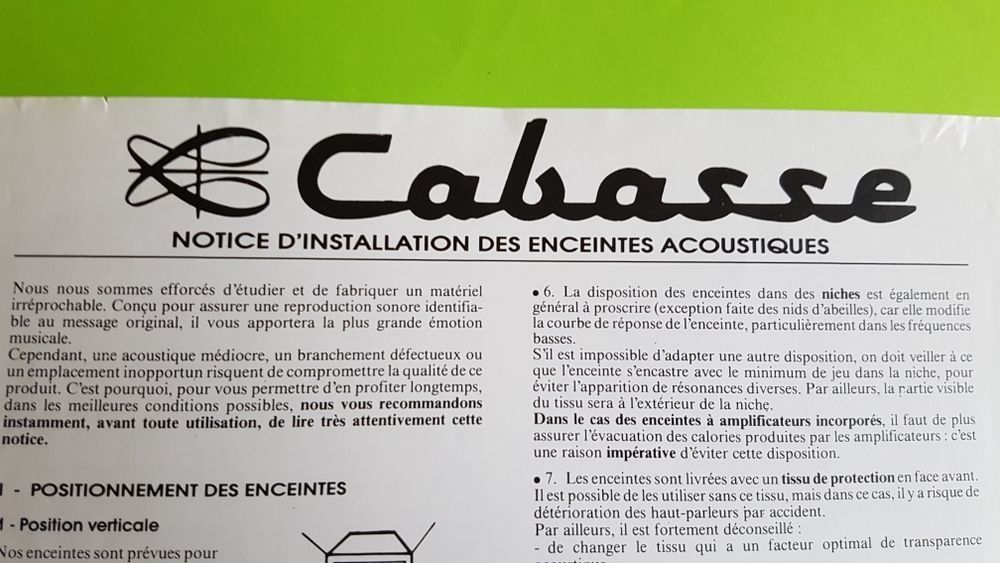 Cabasse
NOTICE D'INSTALLATION DES ENCEINTES ACOUSTIQUES
Nous nous sommes efforcés d'étudier et de fabriquer un matériel
irréprochable. Conçu pour assurer une reproduction sonore identifia-
ble au message original, il vous apportera la plus grande émotion
musicale.
Cependant, une acoustique médiocre, un branchement défectueux ou
un emplacement inopportun risquent de compromettre la qualité de ce
produit. C'est pourquoi, pour vous permettre d'en profiter longtemps,
dans les meilleures conditions possibles, nous vous recommandons
instamment, avant toute utilisation, de lire très attentivement cette
notice.
I - POSITIONNEMENT DES ENCEINTES
1 - Position verticale
Nos enceintes sont prévues pour
• 6. La disposition des enceintes dans des niches est également en
général à proscrire (exception faite des nids d'abeilles), car elle modifie
la courbe de réponse de l'enceinte, particulièrement dans les fréquences
basses.
S'il est impossible d'adapter une autre disposition, on doit veiller à ce
que l'enceinte s'encastre avec le minimum de jeu dans la niche, pour
éviter l'apparition de résonances diverses. Par ailleurs, la partie visible
du tissu sera à l'extérieur de la niche.
Dans le cas des enceintes à amplificateurs incorporés, il faut de plus
assurer l'évacuation des calories produites par les amplificateurs : c'est
une raison impérative d'éviter cette disposition.
• 7. Les enceintes sont livrées avec un tissu de protection en face avant.
Il est possible de les utiliser sans ce tissu, mais dans ce cas, il y a risque de
détérioration des haut-parleurs par accident.
Par ailleurs, il est fortement déconseillé :
- de changer le tissu qui a un facteur optimal de transparence